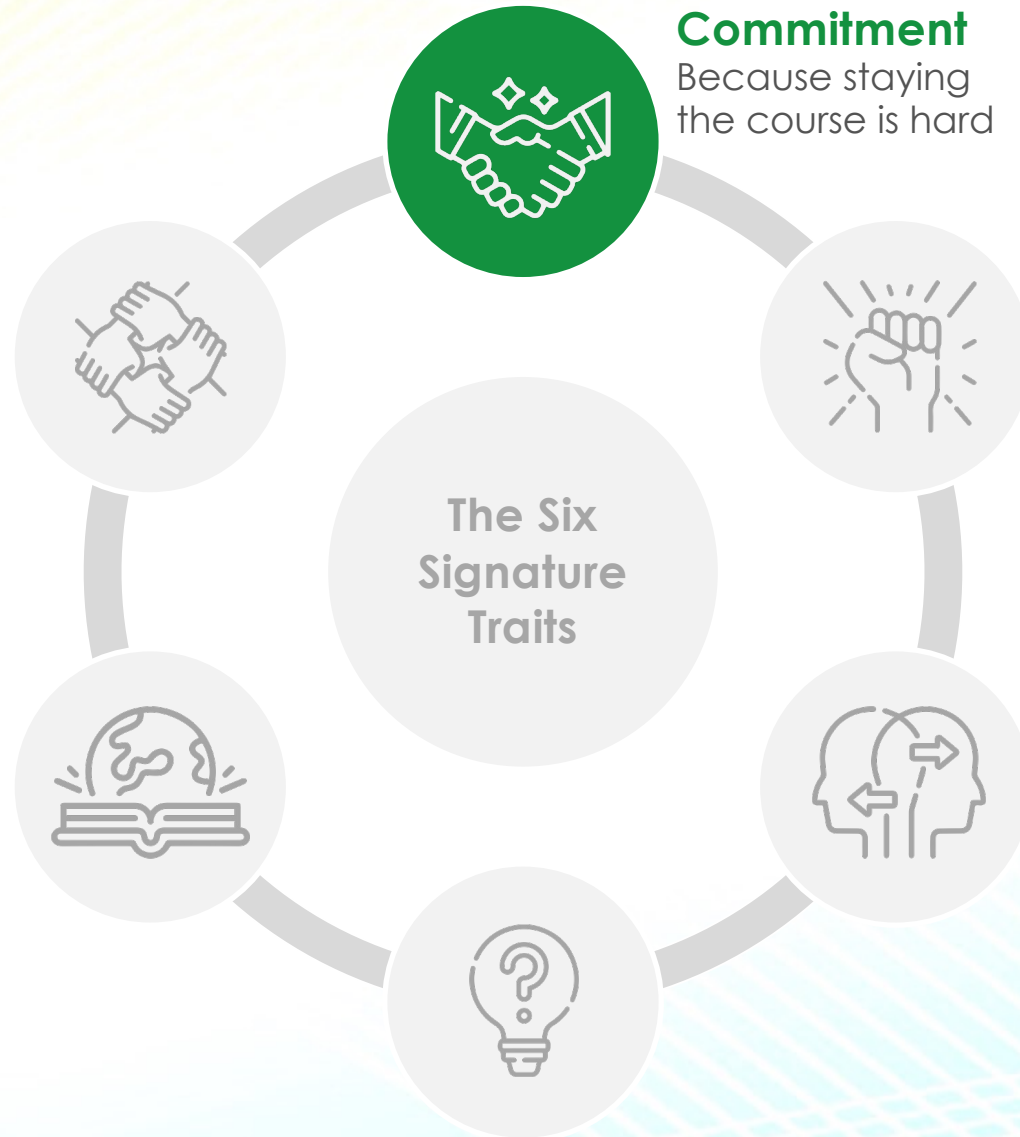 Commitment
Because staying
the course is hard
The Six
Signature
Traits